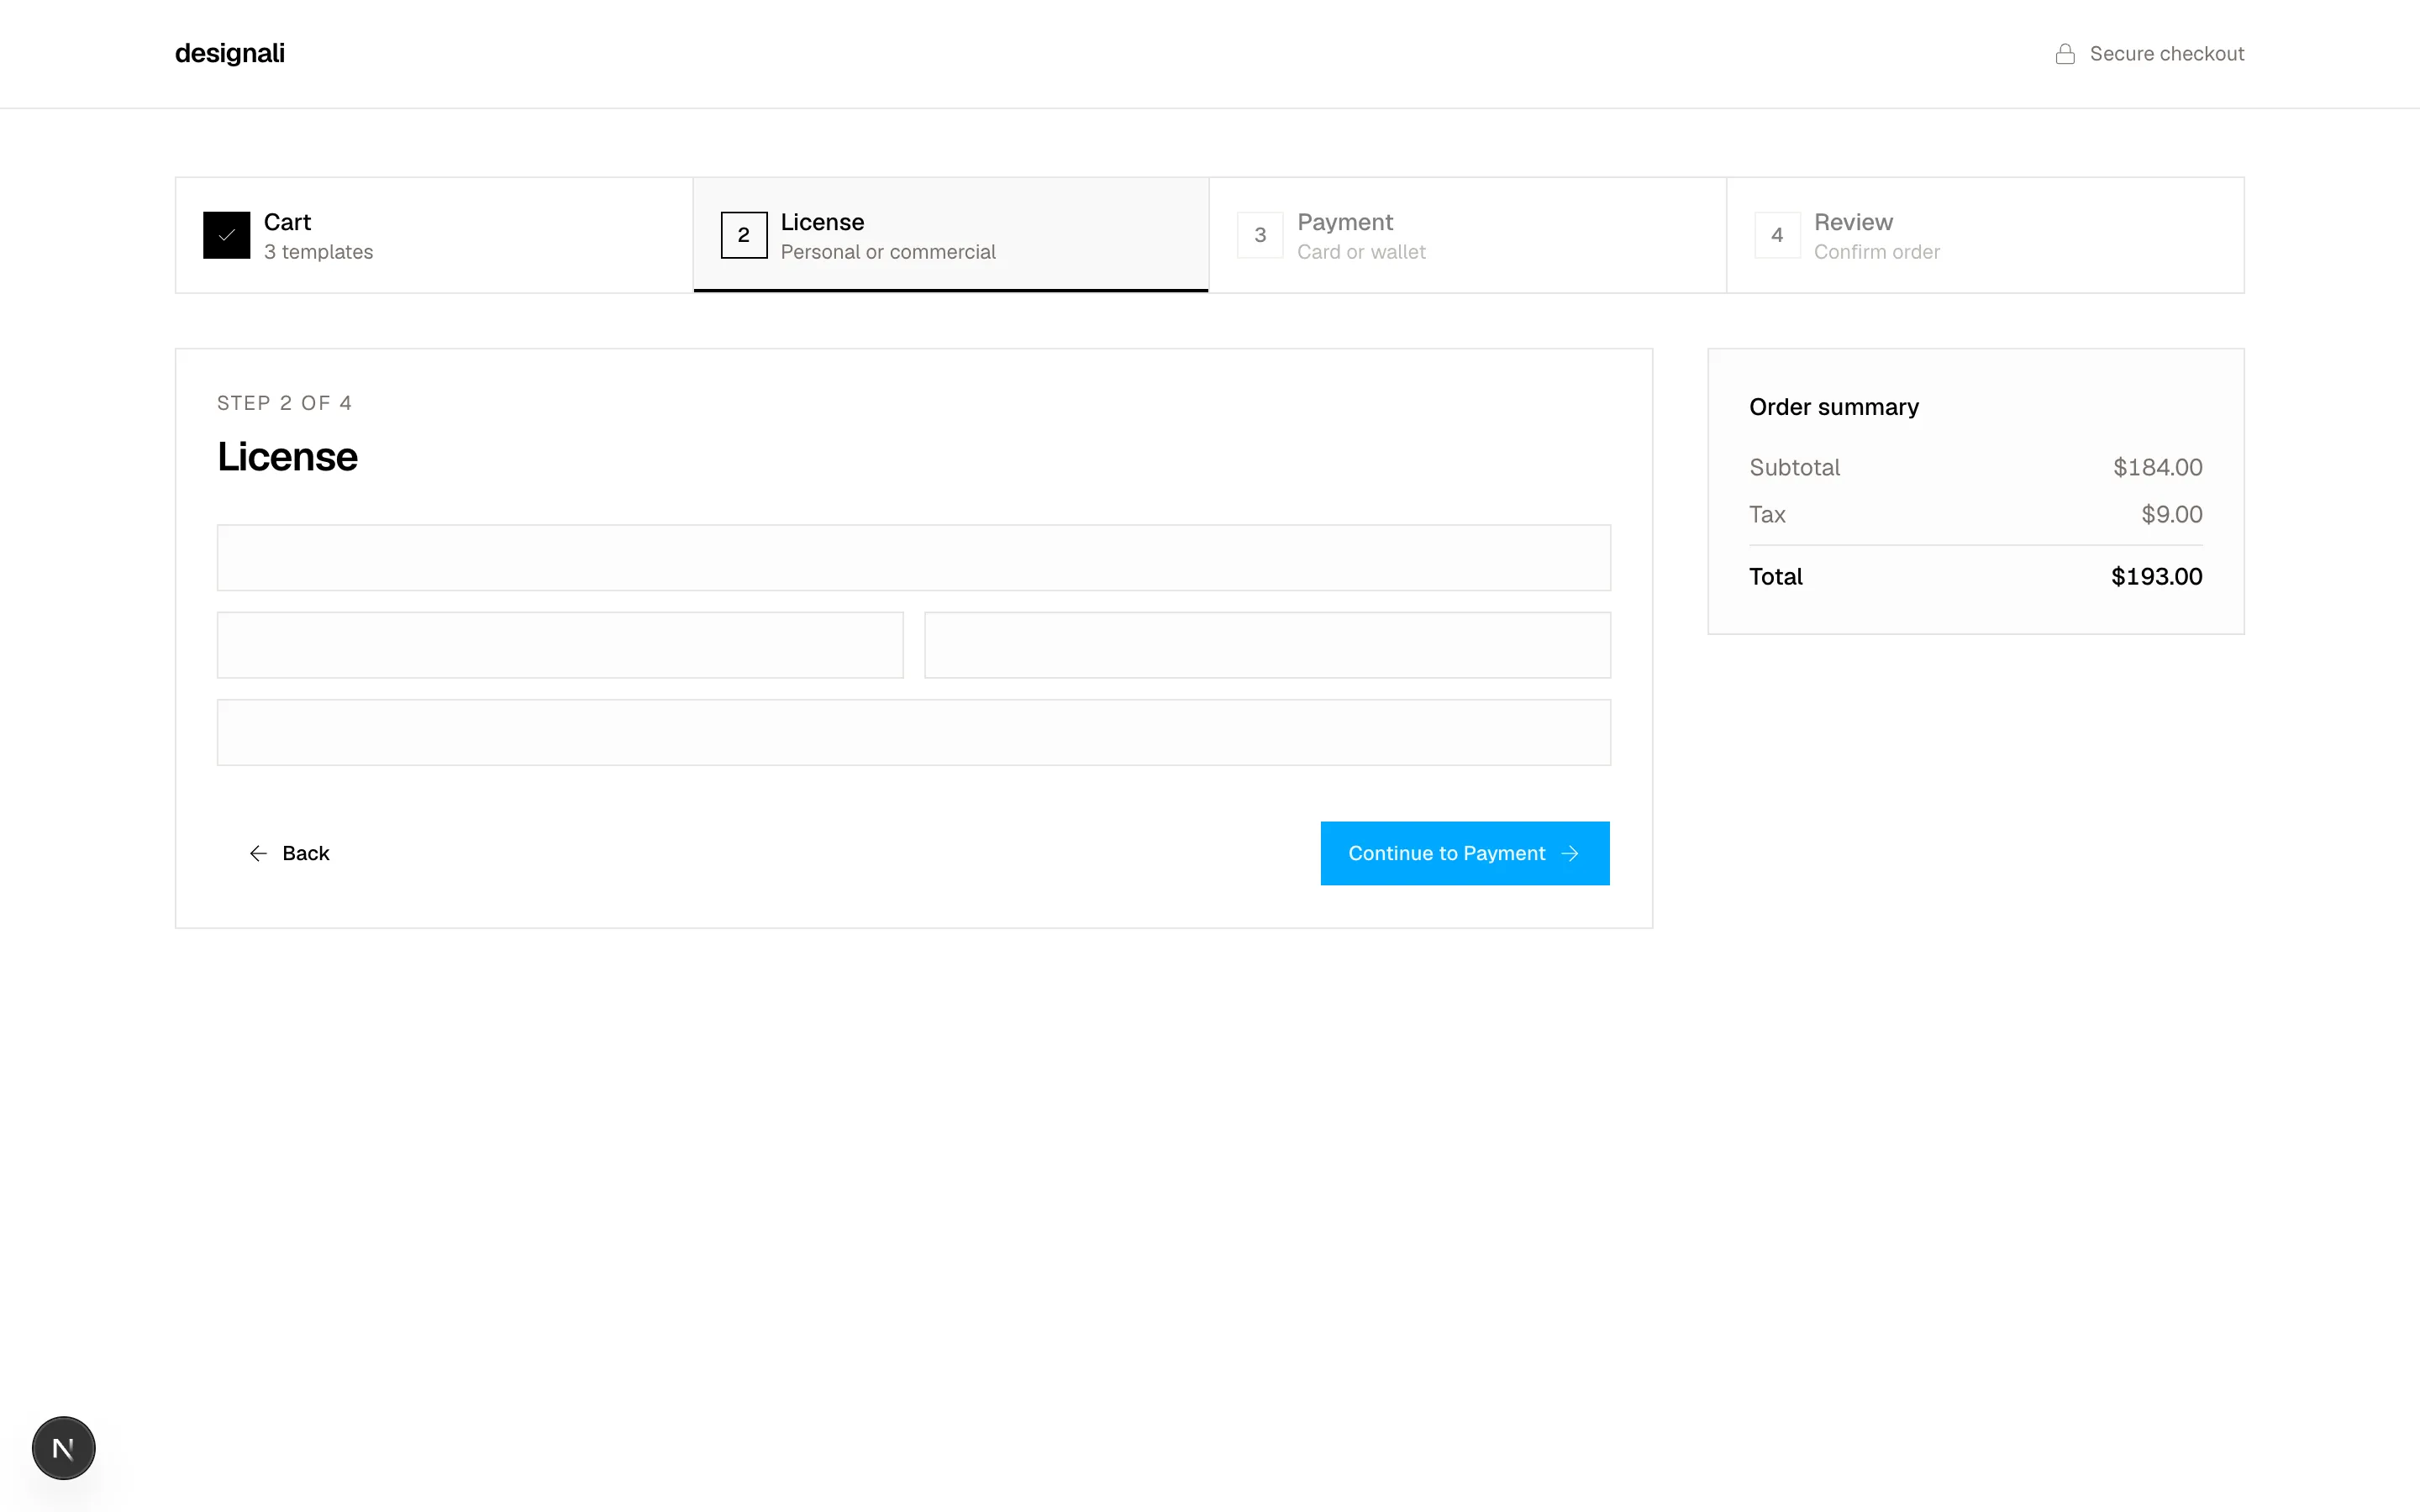 designali
Secure checkout
Cart
3 templates
2
License
Personal or commercial
3
Payment
Card or wallet
4
Review
Confirm order
STEP 2 OF 4
License
Back
Continue to Payment
Order summary
Subtotal $184.00
Tax $9.00
Total $193.00
N